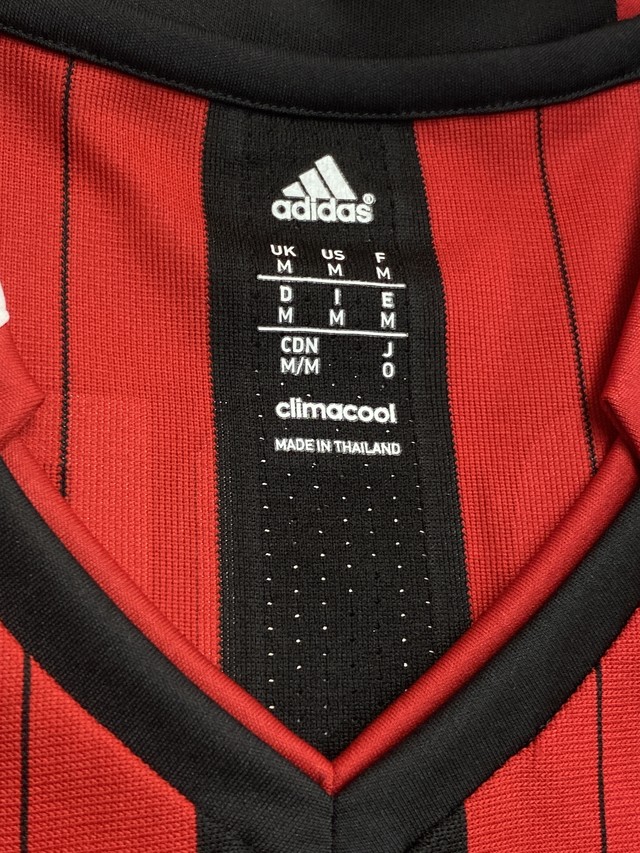 adidas®
UK US F
M M M
D I E
M M M
CDN J
M/M O
climacool
MADE IN THAILAND